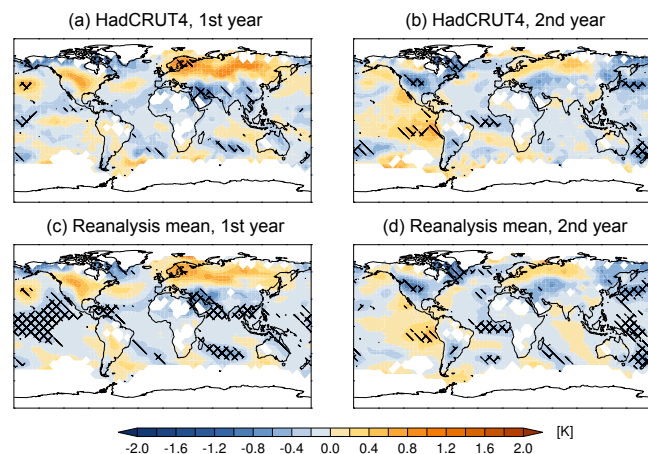 (a) HadCRUT4, 1st year
(b) HadCRUT4, 2nd year
(c) Reanalysis mean, 1st year
(d) Reanalysis mean, 2nd year
[K]
-2.0 -1.6 -1.2 -0.8 -0.4 0.0 0.4 0.8 1.2 1.6 2.0